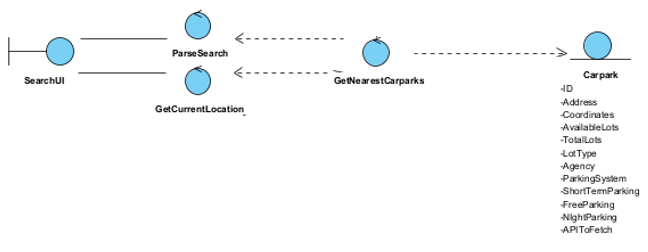 ParseSearch
SearchUI
GetNearestCarparks
Carpark
GetCurrentLocation
-ID
-Address
-Coordinates
-AvailableLots
-TotalLots
-LotType
-Agency
-ParkingSystem
-ShortTermParking
-FreeParking
-NIghtParking
-APIToFetch